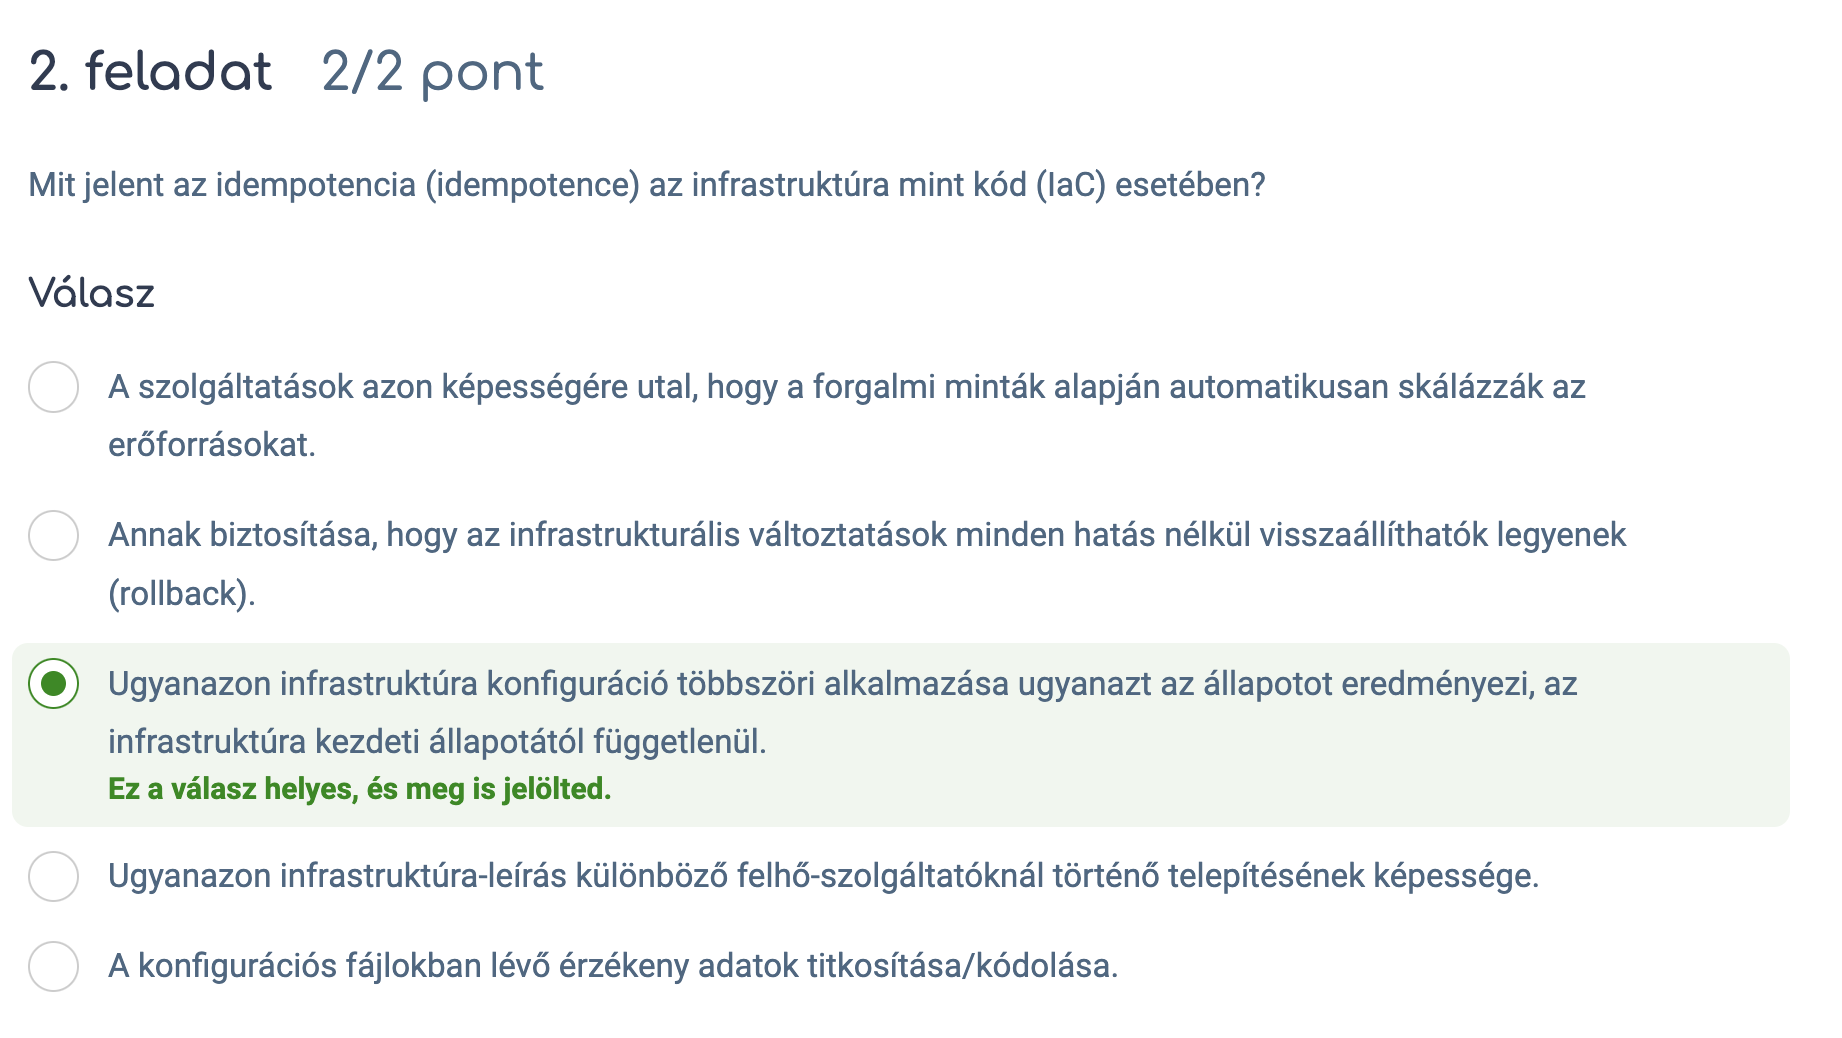 2. feladat 2/2 pont
Mit jelent az idempotencia (idempotence) az infrastruktúra mint kód (IaC) esetében?
Válasz
A szolgáltatások azon képességére utal, hogy a forgalmi minták alapján automatikusan skálázzák az
erőforrásokat.
Annak biztosítása, hogy az infrastrukturális változtatások minden hatás nélkül visszaállíthatók legyenek
(rollback).
Ugyanazon infrastruktúra konfiguráció többszöri alkalmazása ugyanazt az állapotot eredményezi, az
infrastruktúra kezdeti állapotától függetlenül.
Ez a válasz helyes, és meg is jelölted.
Ugyanazon infrastruktúra-leírás különböző felhő-szolgáltatóknál történő telepítésének képessége.
A konfigurációs fájlokban lévő érzékeny adatok titkosítása/kódolása.